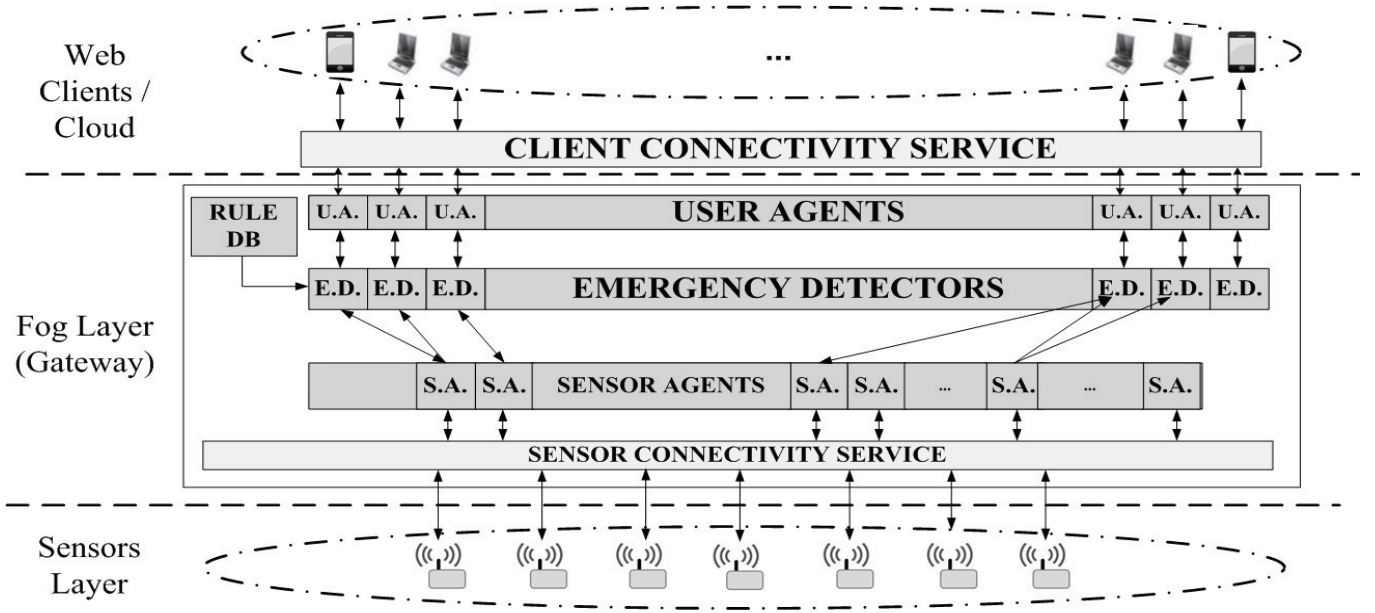 Web
Clients /
Cloud
...
CLIENT CONNECTIVITY SERVICE
RULE
DB
U.A. U.A. U.A. USER AGENTS U.A. U.A. U.A.
E.D. E.D. E.D. EMERGENCY DETECTORS E.D. E.D. E.D.
Fog Layer
(Gateway)
S.A. S.A. SENSOR AGENTS S.A. S.A. ... S.A. ... S.A.
SENSOR CONNECTIVITY SERVICE
Sensors
Layer